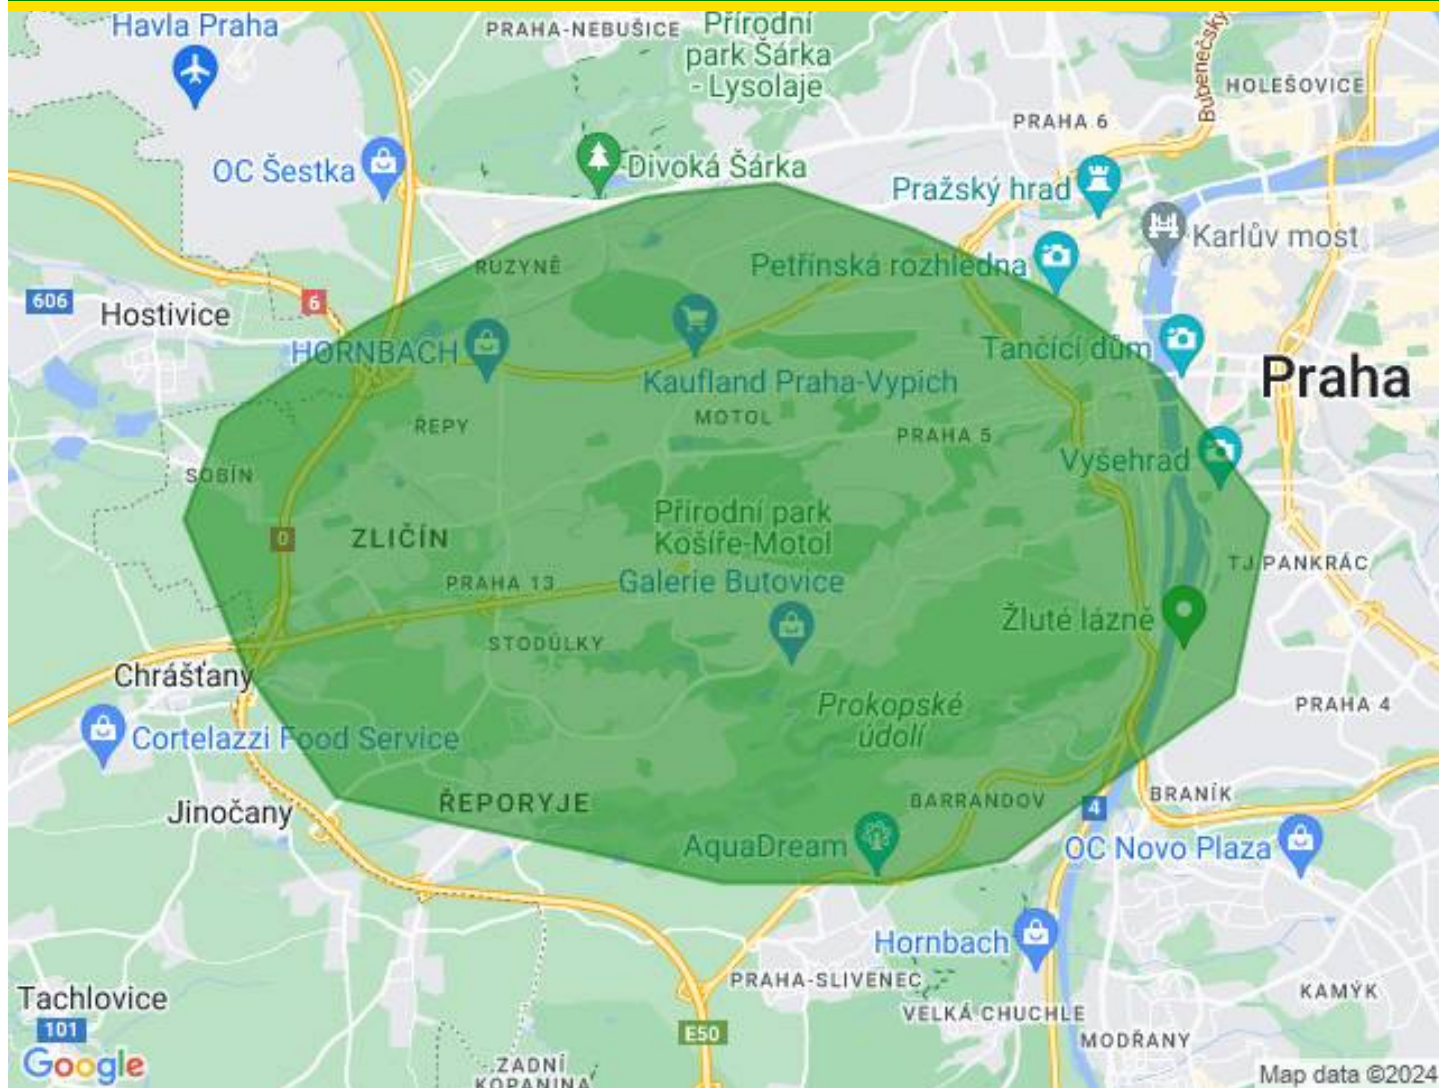 Havla Praha
PRAHA-NEBUŠICE
Přírodní
park Šárka
- Lysolaje
Bubenečský
HOLEŠOVICE
PRAHA 6
OC Šestka
Divoká Šárka
Pražský hrad
Karlův most
RUZYNĚ
Petřínská rozhledna
606
Hostivice
6
HORNBACH
Tančící dům
Kaufland Praha-Vypich
Praha
ŘEPY
MOTOL
PRAHA 5
SOBÍN
Vyšehrad
Přírodní park
Košíře-Motol
0
ZLIČÍN
PRAHA 13
Galerie Butovice
TJ PANKRÁC
STODŮLKY
Žluté lázně
Chrášťany
Prokopské
údolí
PRAHA 4
Cortelazzi Food Service
Jinočany
ŘEPORYJE
BARRANDOV
4
BRANÍK
AquaDream
OC Novo Plaza
Hornbach
PRAHA-SLIVENEC
Tachlovice
KAMÝK
VELKÁ CHUCHLE
101
E50
MODŘANY
Google
ZADNÍ
KOPANINA
Map data ©2024